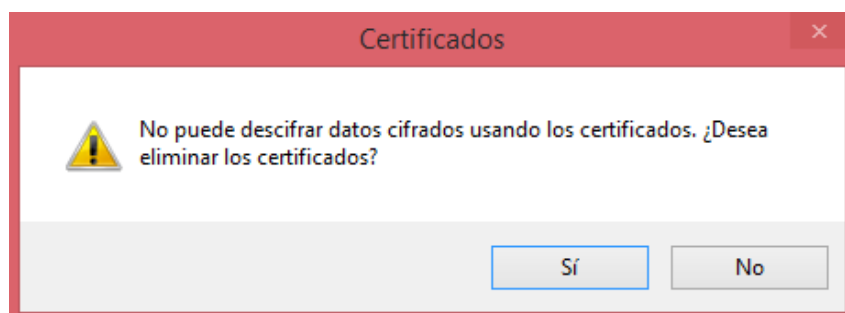 Certificados
No puede descifrar datos cifrados usando los certificados. ¿Desea
eliminar los certificados?
Sí
No